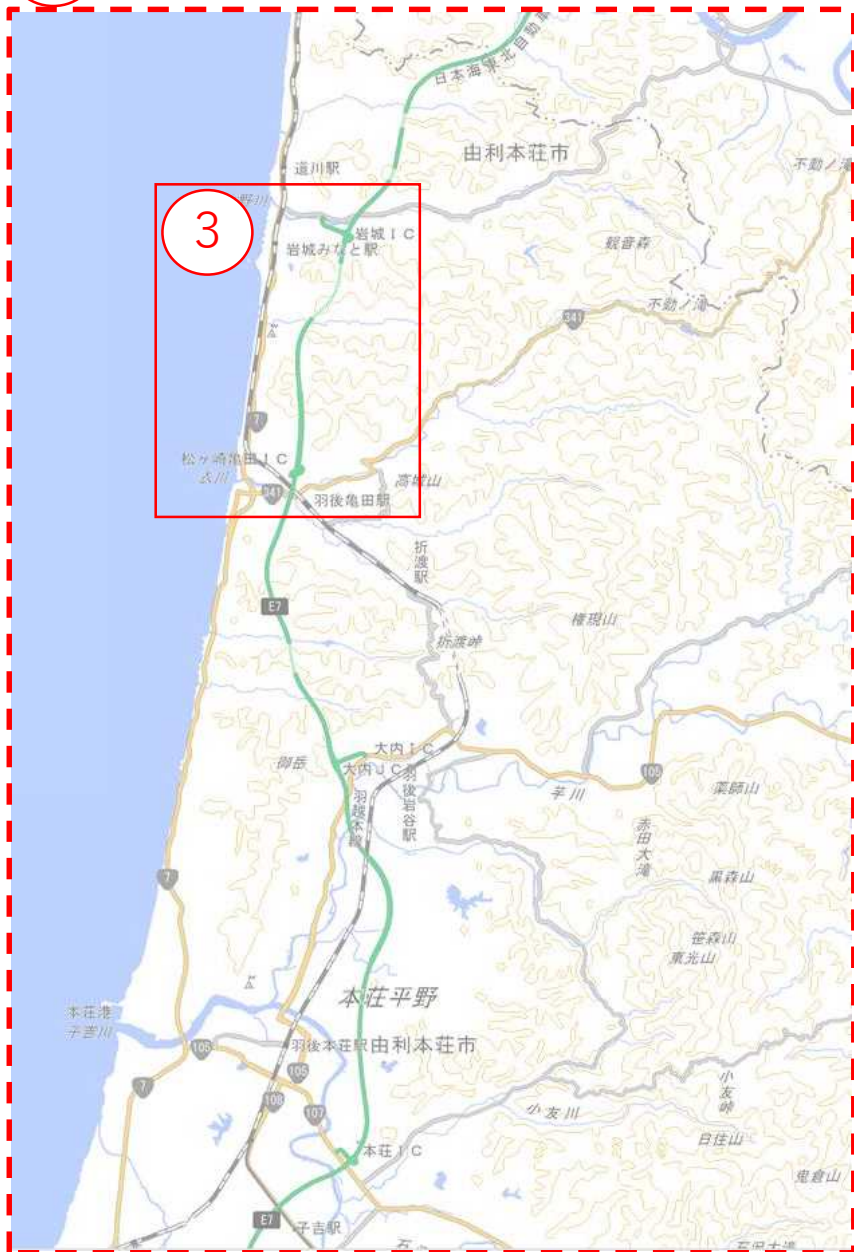 日本海東北自動車
由利本荘市
道川駅
不動ノ滝
3
岩城IC
岩城みなと駅
観音森
不動ノ滝
341
7
松ヶ崎亀田IC
衣川
高城山
341
羽後亀田駅
折渡駅
E7
権現山
折渡峠
大内IC
御岳
大内JCT
羽後岩谷駅
105
芋川
薬師山
羽越本線
赤田大滝
7
黒森山
笹森山
東光山
本荘平野
本荘港
子吉川
105
羽後本荘駅
由利本荘市
105
7
108
107
小友峠
小友川
日住山
本荘IC
鬼倉山
E7
子吉駅
石沢大滝